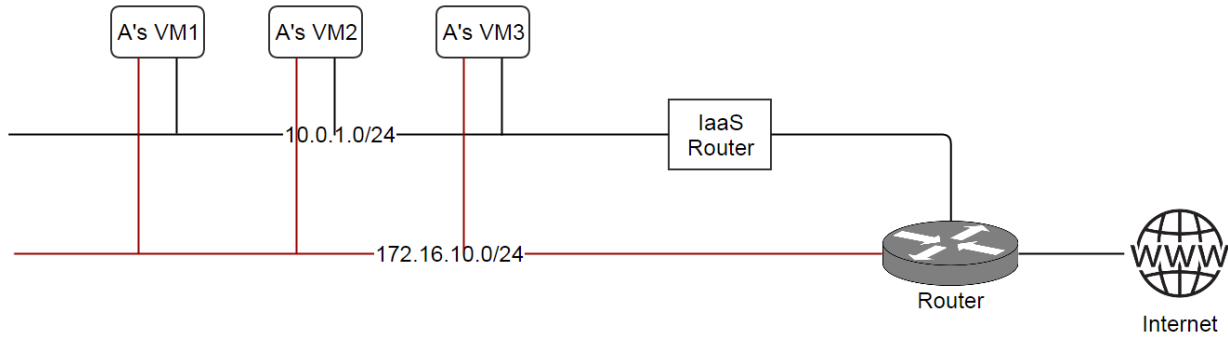 A's VM1
A's VM2
A's VM3
10.0.1.0/24
IaaS
Router
172.16.10.0/24
WWW
Router
Internet